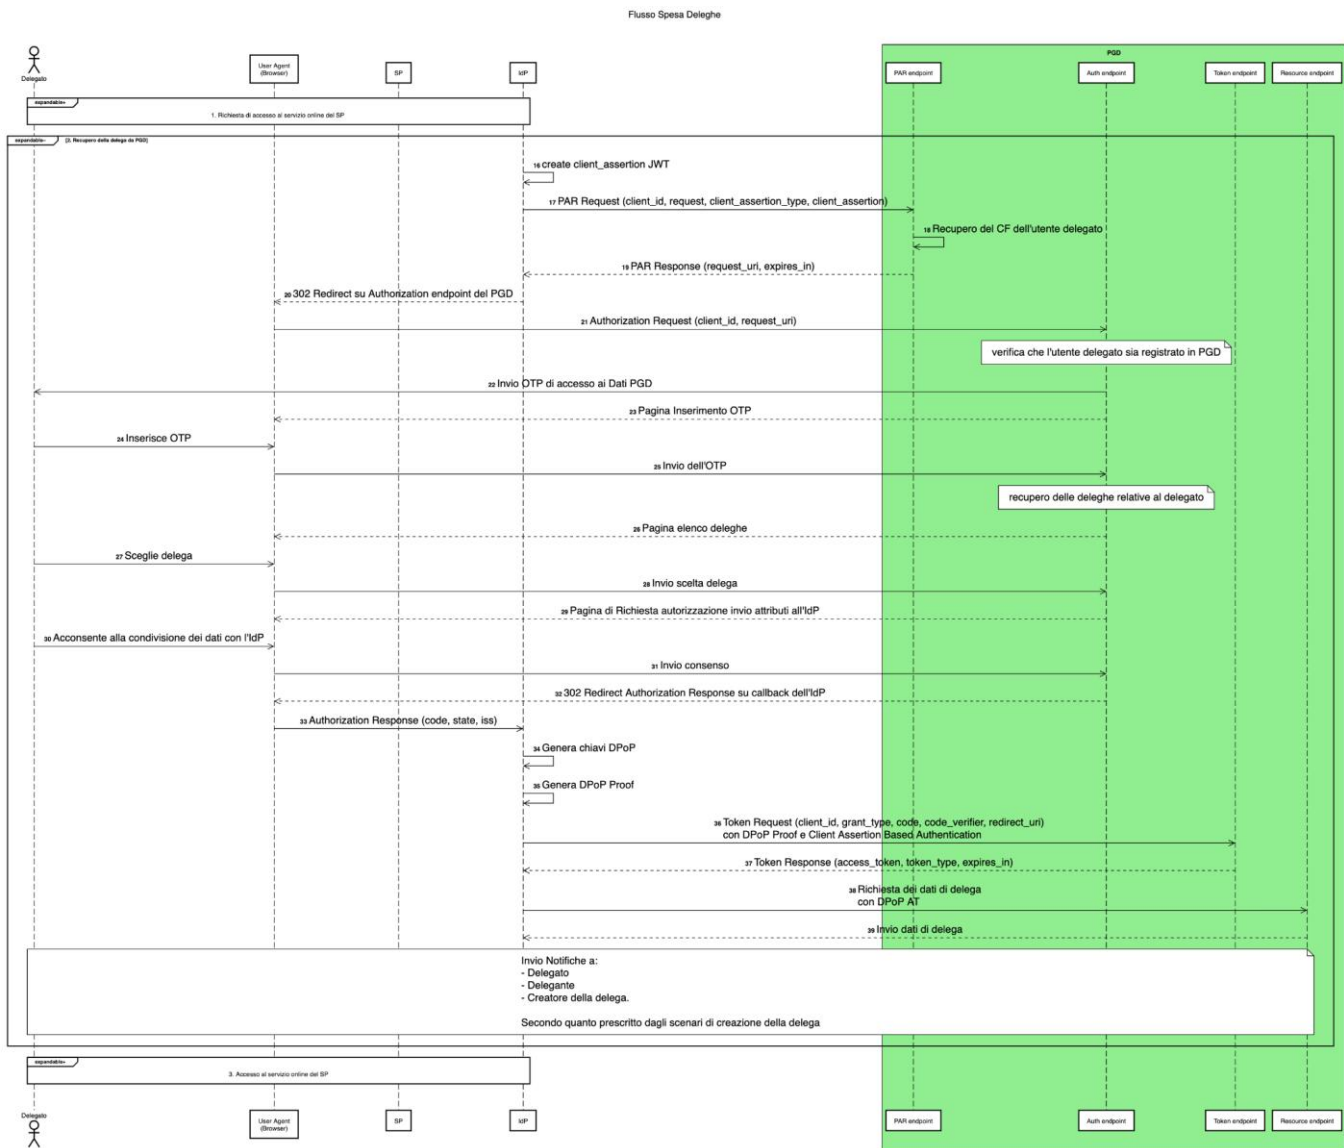 Flusso Spesa Deleghe
PGD
Delegato
User Agent
(Browser)
SP
IdP
PAR endpoint
Auth endpoint
Token endpoint
Resource endpoint
expandable+
1. Richiesta di accesso al servizio online del SP
expandable-
[2. Recupero della delega da PGD]
16 create client_assertion JWT
17 PAR Request (client_id, request, client_assertion_type, client_assertion)
18 Recupero del CF dell'utente delegato
19 PAR Response (request_uri, expires_in)
20 302 Redirect su Authorization endpoint del PGD
21 Authorization Request (client_id, request_uri)
verifica che l'utente delegato sia registrato in PGD
22 Invio OTP di accesso ai Dati PGD
23 Pagina Inserimento OTP
24 Inserisce OTP
25 Invio dell'OTP
recupero delle deleghe relative al delegato
26 Pagina elenco deleghe
27 Sceglie delega
28 Invio scelta delega
29 Pagina di Richiesta autorizzazione invio attributi all'IdP
30 Acconsente alla condivisione dei dati con l'IdP
31 Invio consenso
32 302 Redirect Authorization Response su callback dell'IdP
33 Authorization Response (code, state, iss)
34 Genera chiavi DPoP
35 Genera DPoP Proof
36 Token Request (client_id, grant_type, code, code_verifier, redirect_uri)
con DPoP Proof e Client Assertion Based Authentication
37 Token Response (access_token, token_type, expires_in)
38 Richiesta dei dati di delega
con DPoP AT
39 Invio dati di delega
Invio Notifiche a:
- Delegato
- Delegante
- Creatore della delega.
Secondo quanto prescritto dagli scenari di creazione della delega
expandable+
3. Accesso al servizio online del SP
Delegato
User Agent
(Browser)
SP
IdP
PAR endpoint
Auth endpoint
Token endpoint
Resource endpoint